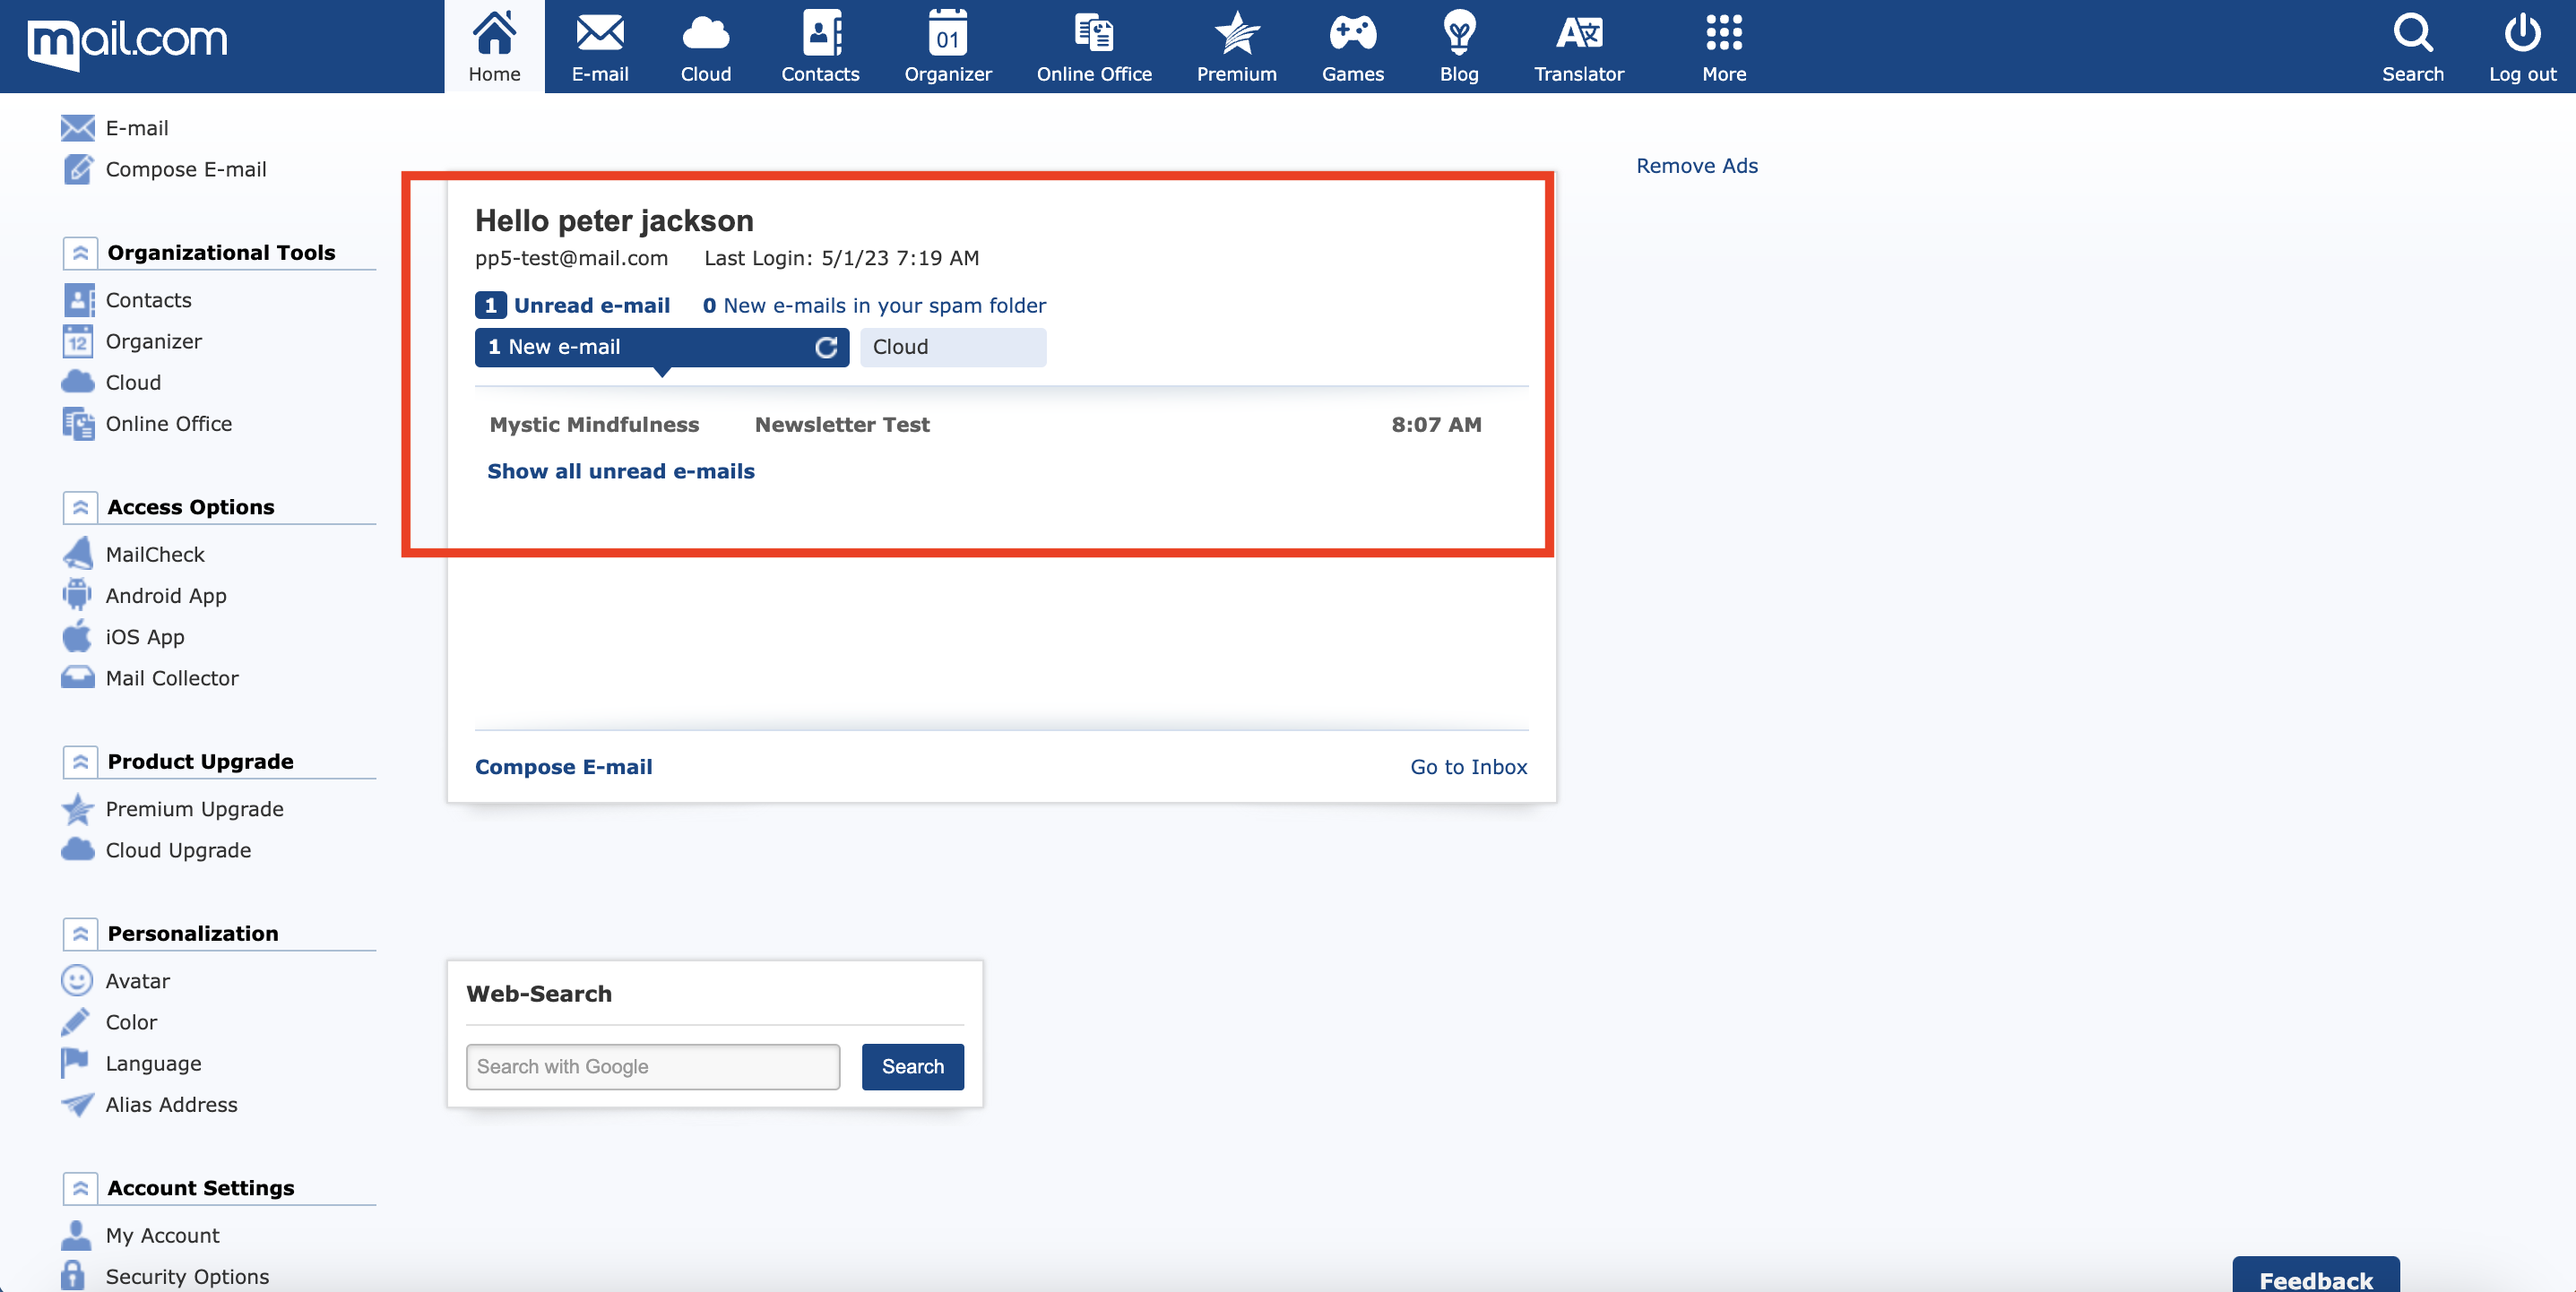 mail.com
Home E-mail Cloud Contacts 01 Organizer Online Office Premium Games Blog Translator More Search Log out
E-mail
Compose E-mail
Organizational Tools
Contacts
12 Organizer
Cloud
Online Office
Access Options
MailCheck
Android App
iOS App
Mail Collector
Product Upgrade
Premium Upgrade
Cloud Upgrade
Personalization
Avatar
Color
Language
Alias Address
Account Settings
My Account
Security Options
Remove Ads
Hello peter jackson
pp5-test@mail.com Last Login: 5/1/23 7:19 AM
1 Unread e-mail 0 New e-mails in your spam folder
1 New e-mail Cloud
Mystic Mindfulness Newsletter Test 8:07 AM
Show all unread e-mails
Compose E-mail Go to Inbox
Web-Search
Search with Google Search
Feedback